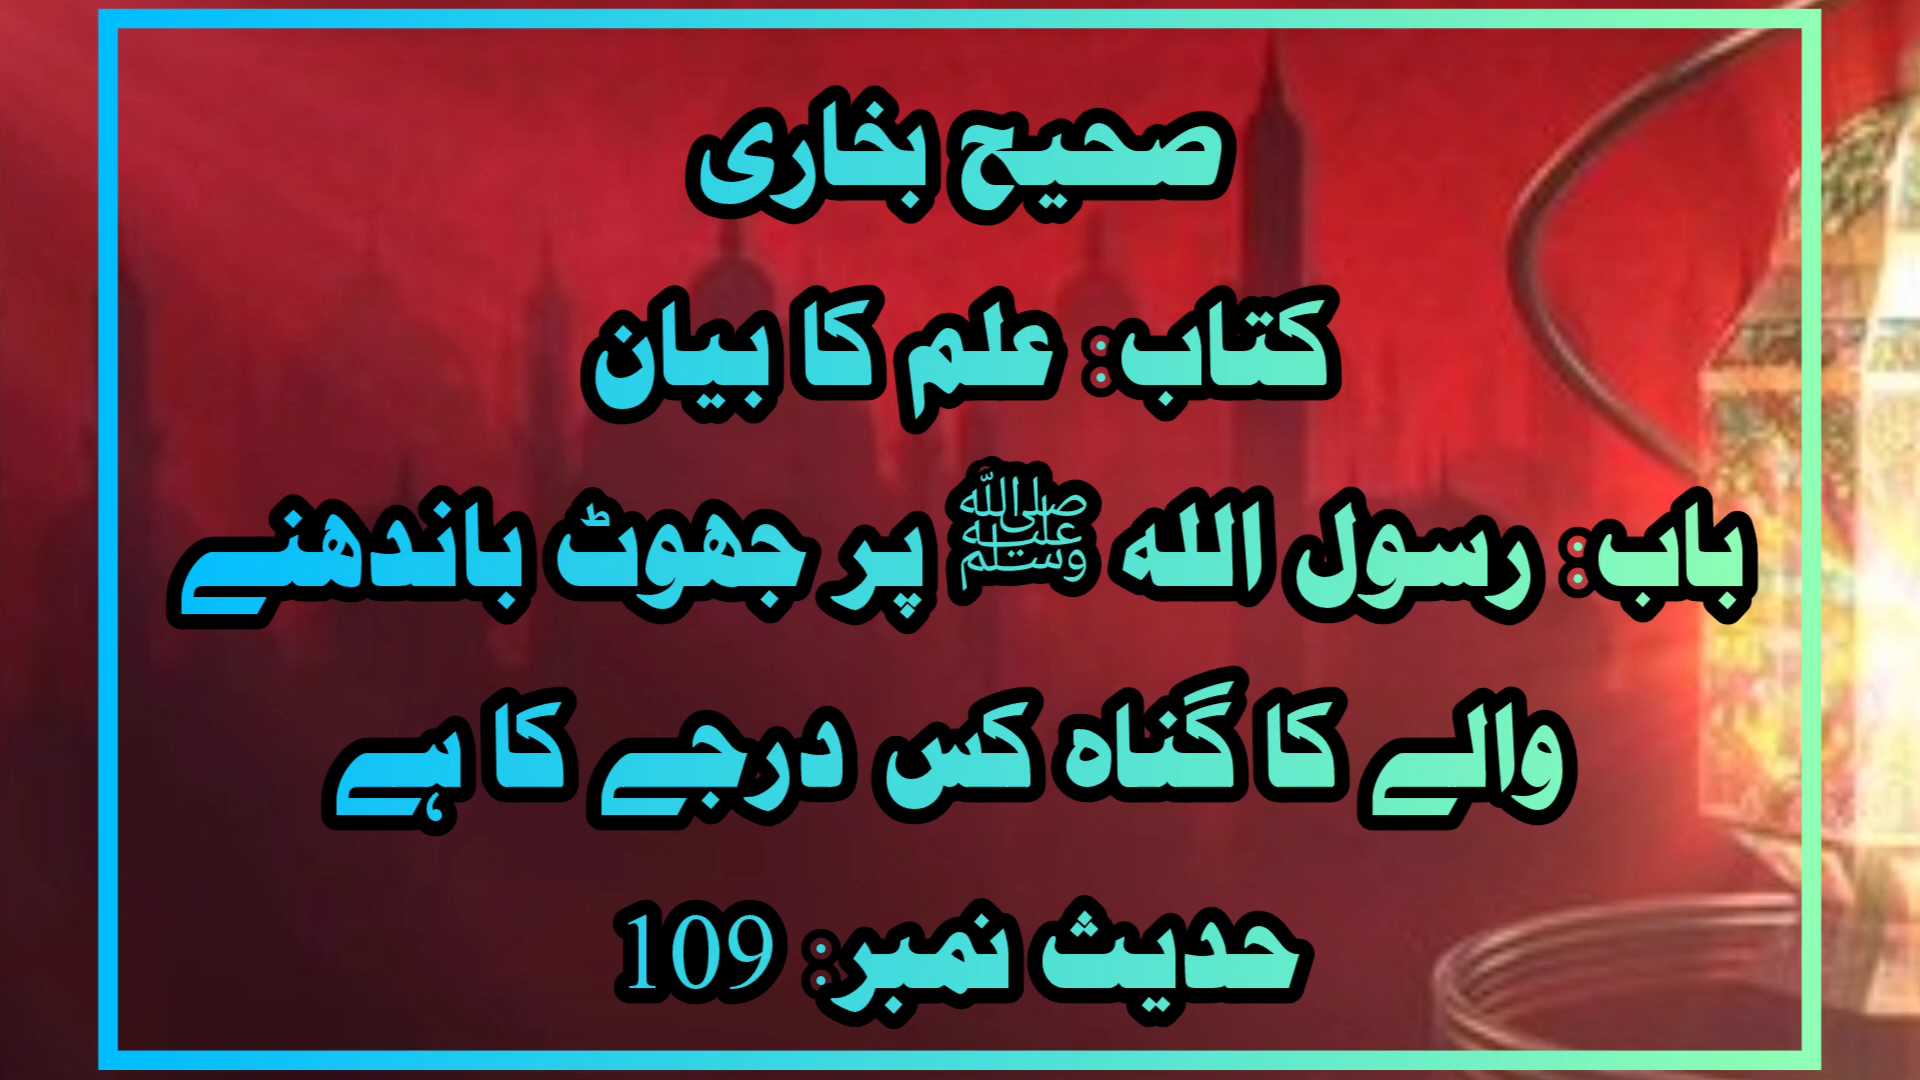 صحیح بخاری
کتاب: علم کا بیان
باب: رسول اللہ ﷺ پر جھوٹ باندھنے
والے کا گناہ کس درجے کا ہے
حدیث نمبر: 109